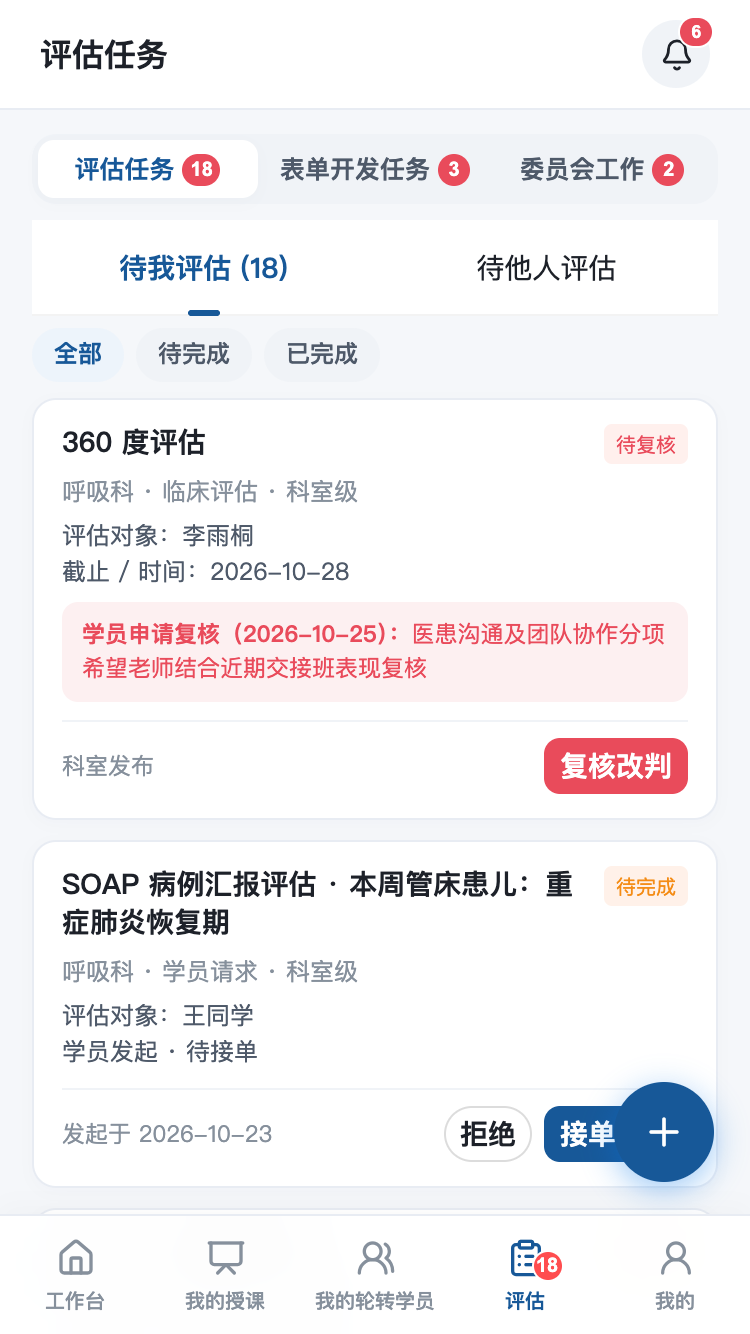 评估任务
6
评估任务 18
表单开发任务 3
委员会工作 2
待我评估 (18)
待他人评估
全部
待完成
已完成
360 度评估
待复核
呼吸科 · 临床评估 · 科室级
评估对象：李雨桐
截止 / 时间：2026-10-28
学员申请复核（2026-10-25）：医患沟通及团队协作分项
希望老师结合近期交接班表现复核
科室发布
复核改判
SOAP 病例汇报评估 · 本周管床患儿：重
症肺炎恢复期
待完成
呼吸科 · 学员请求 · 科室级
评估对象：王同学
学员发起 · 待接单
发起于 2026-10-23
拒绝
接单
工作台
我的授课
我的轮转学员
18
评估
我的